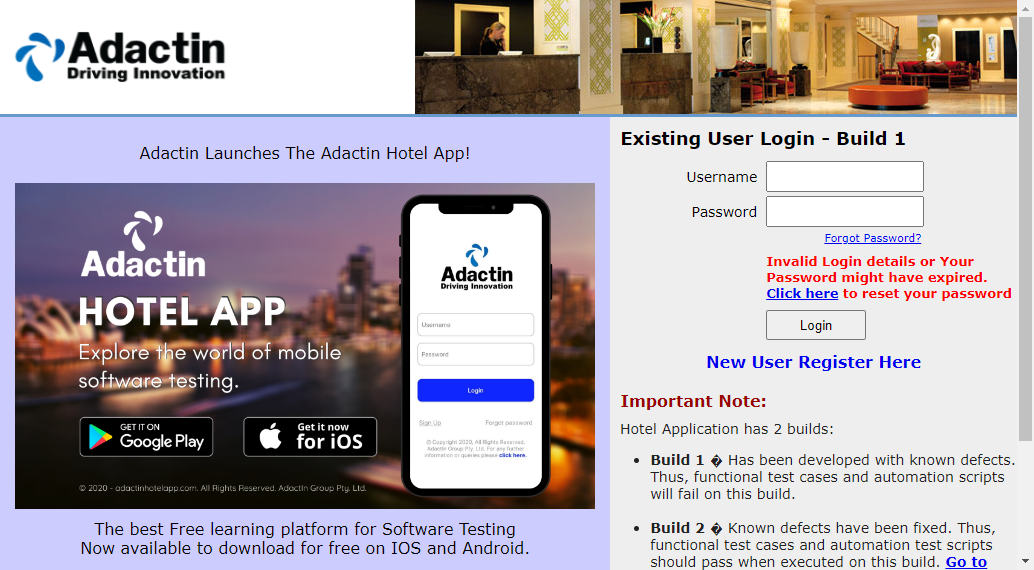 Adactin
Driving Innovation
Adactin Launches The Adactin Hotel App!
Adactin
HOTEL APP
Explore the world of mobile
software testing.
GET IT ON
Google Play
Get it now
for iOS
© 2020 - adactinhotelapp.com. All Rights Reserved. AdactIn Group Pty. Ltd.
Adactin
Driving Innovation
Username
Password
Login
Sign Up
Forgot password
© Copyright 2020, All Rights Reserved.
AdactIn Group Pty. Ltd. For any further
information or queries please click here.
The best Free learning platform for Software Testing
Now available to download for free on IOS and Android.
Existing User Login - Build 1
Username
Password
Forgot Password?
Invalid Login details or Your
Password might have expired.
Click here to reset your password
Login
New User Register Here
Important Note:
Hotel Application has 2 builds:
• Build 1 � Has been developed with known defects.
Thus, functional test cases and automation scripts
will fail on this build.
• Build 2 � Known defects have been fixed. Thus,
functional test cases and automation test scripts
should pass when executed on this build. Go to